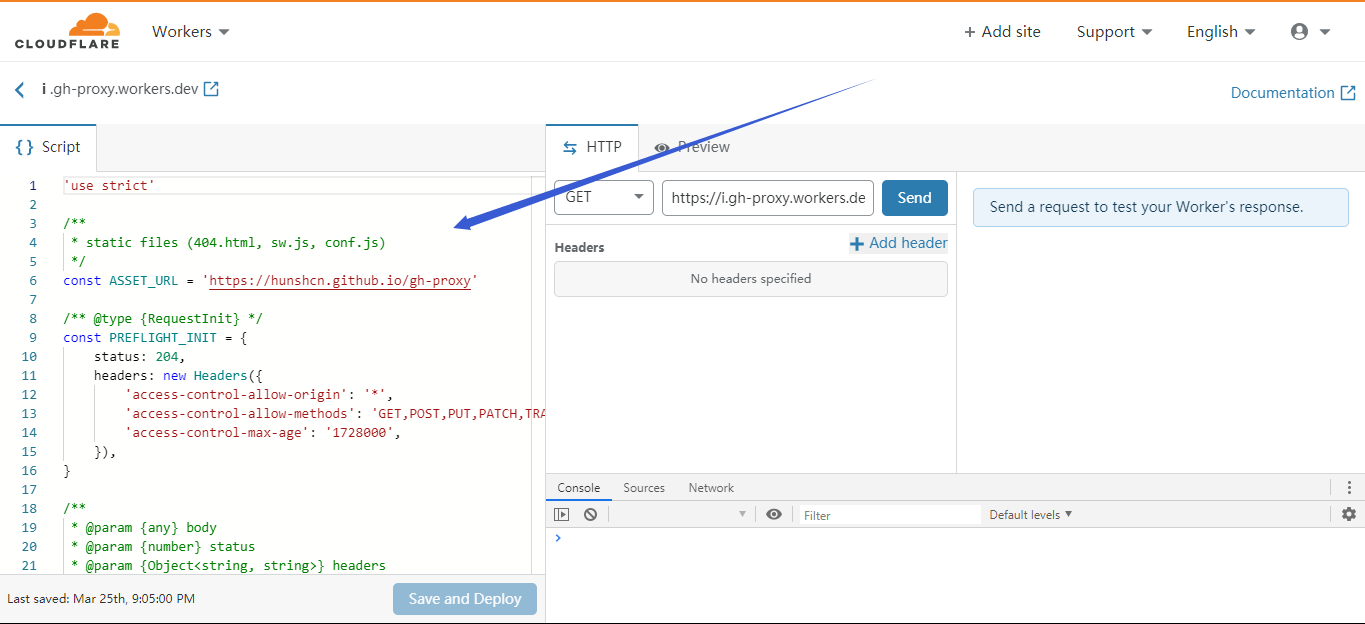 CLOUDFLARE
Workers
+ Add site
Support
English
i .gh-proxy.workers.dev
Documentation
{} Script
HTTP
Preview
1 'use strict'
2
3 /**
4 * static files (404.html, sw.js, conf.js)
5 */
6 const ASSET_URL = 'https://hunshcn.github.io/gh-proxy'
7
8 /** @type {RequestInit} */
9 const PREFLIGHT_INIT = {
10 status: 204,
11 headers: new Headers({
12 'access-control-allow-origin': '*',
13 'access-control-allow-methods': 'GET,POST,PUT,PATCH,TRA
14 'access-control-max-age': '1728000',
15 }),
16 }
17
18 /**
19 * @param {any} body
20 * @param {number} status
21 * @param {Object<string, string>} headers
Last saved: Mar 25th, 9:05:00 PM
Save and Deploy
GET
https://i.gh-proxy.workers.de
Send
Headers
+ Add header
No headers specified
Send a request to test your Worker's response.
Console
Sources
Network
Filter
Default levels